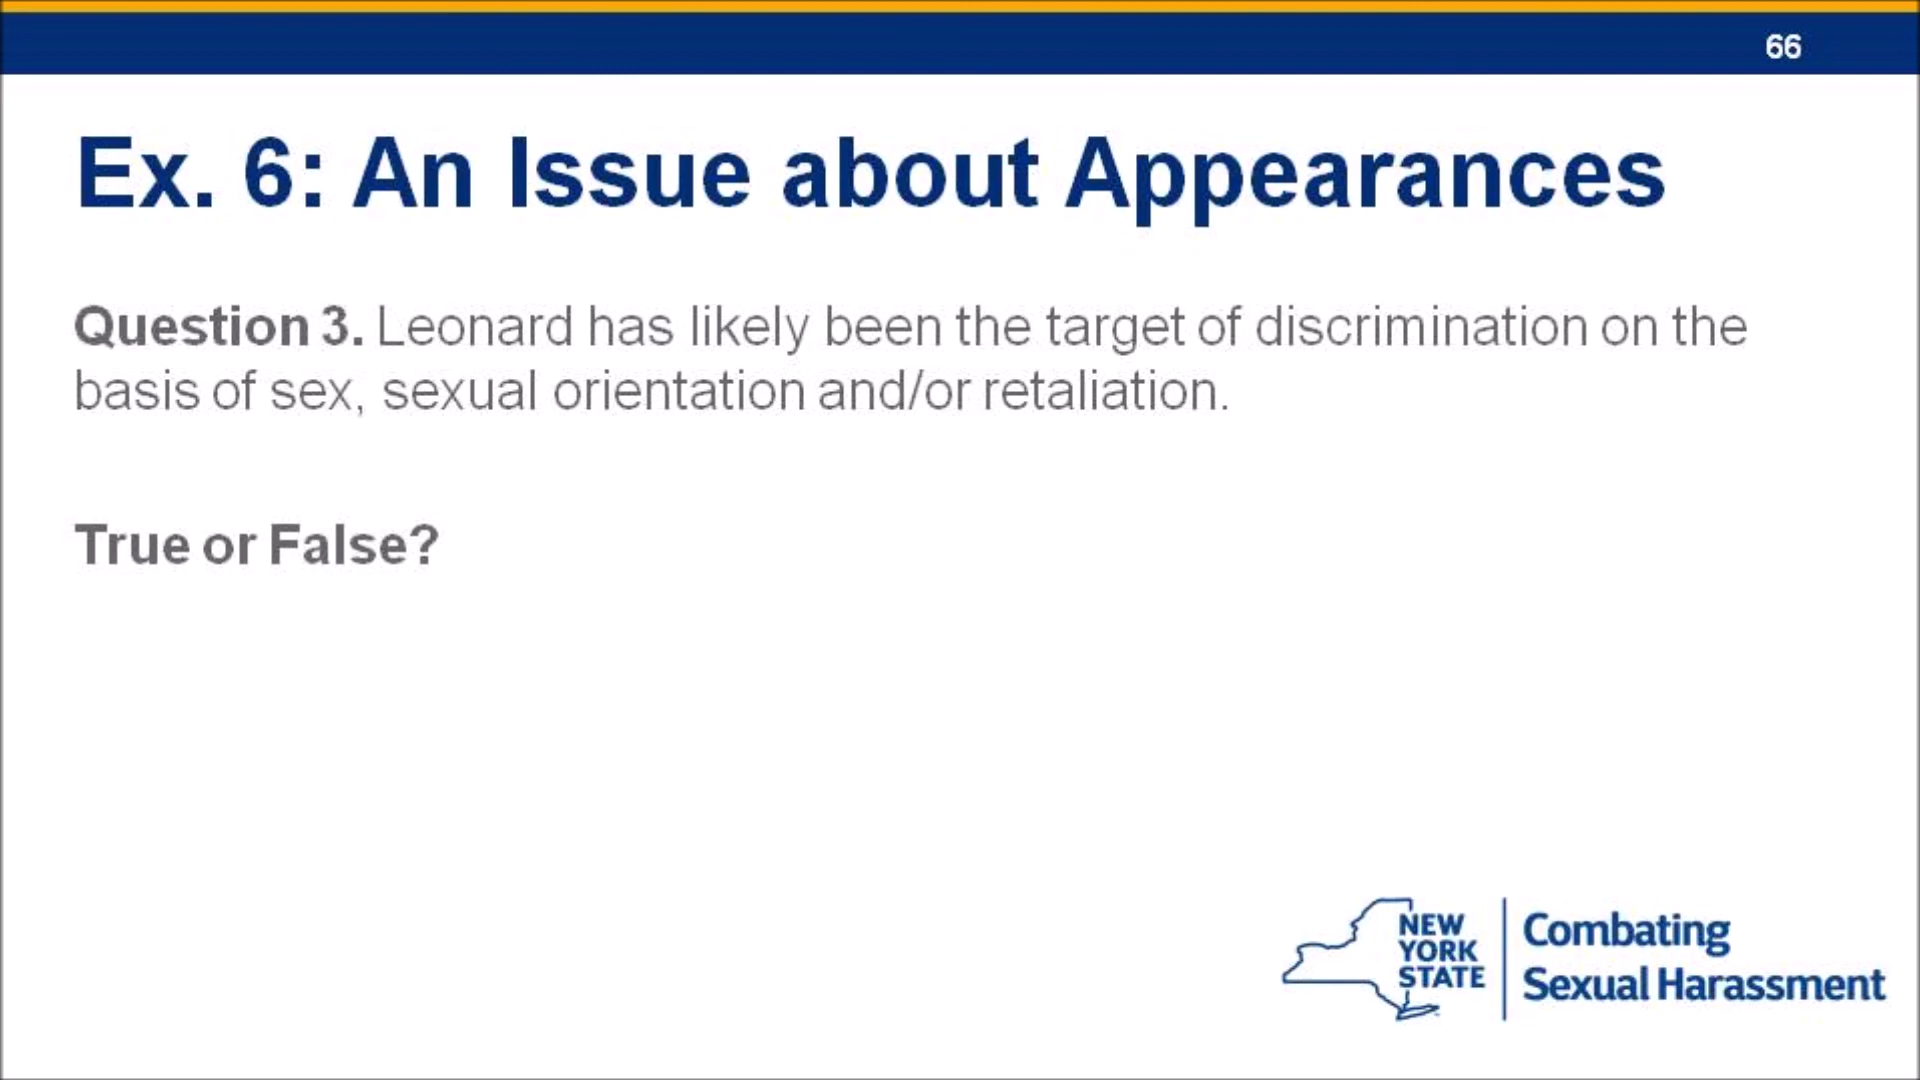 66
Ex. 6: An Issue about Appearances
Question 3. Leonard has likely been the target of discrimination on the
basis of sex, sexual orientation and/or retaliation.
True or False?
NEW
YORK
STATE
Combating
Sexual Harassment